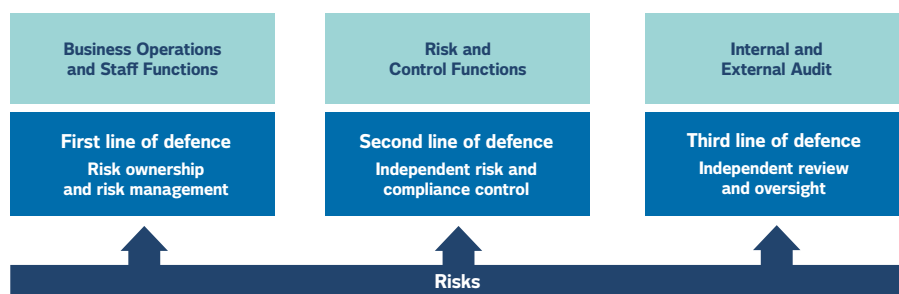 Business Operations
and Staff Functions
First line of defence
Risk ownership
and risk management
Risk and
Control Functions
Second line of defence
Independent risk and
compliance control
Internal and
External Audit
Third line of defence
Independent review
and oversight
Risks